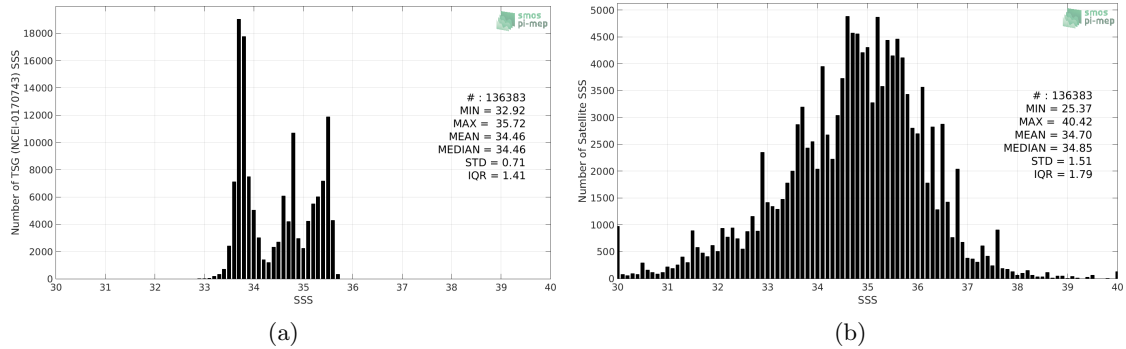 smos
pi-mep
Number of TSG (NCEI-0170743) SSS
18000
16000
14000
12000
10000
8000
6000
4000
2000
0
# : 136383
MIN = 32.92
MAX = 35.72
MEAN = 34.46
MEDIAN = 34.46
STD = 0.71
IQR = 1.41
30 31 32 33 34 35 36 37 38 39 40
SSS
(a)
smos
pi-mep
Number of Satellite SSS
5000
4500
4000
3500
3000
2500
2000
1500
1000
500
0
# : 136383
MIN = 25.37
MAX = 40.42
MEAN = 34.70
MEDIAN = 34.85
STD = 1.51
IQR = 1.79
30 31 32 33 34 35 36 37 38 39 40
SSS
(b)